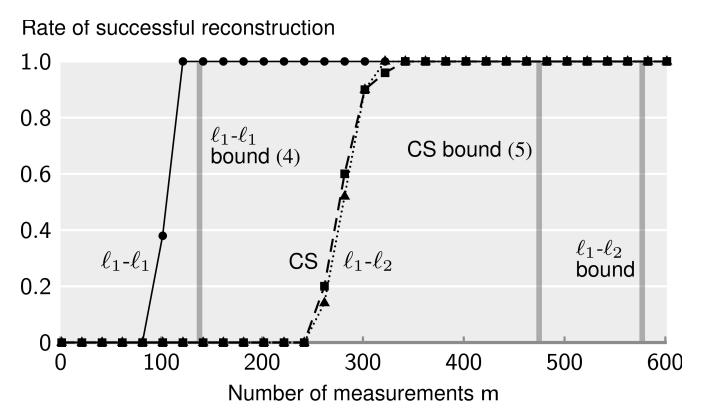 Rate of successful reconstruction
1.0
0.8
0.6
0.4
0.2
0
ℓ1-ℓ1
bound (4)
CS bound (5)
ℓ1-ℓ1
CS
ℓ1-ℓ2
ℓ1-ℓ2
bound
0 100 200 300 400 500 600
Number of measurements m